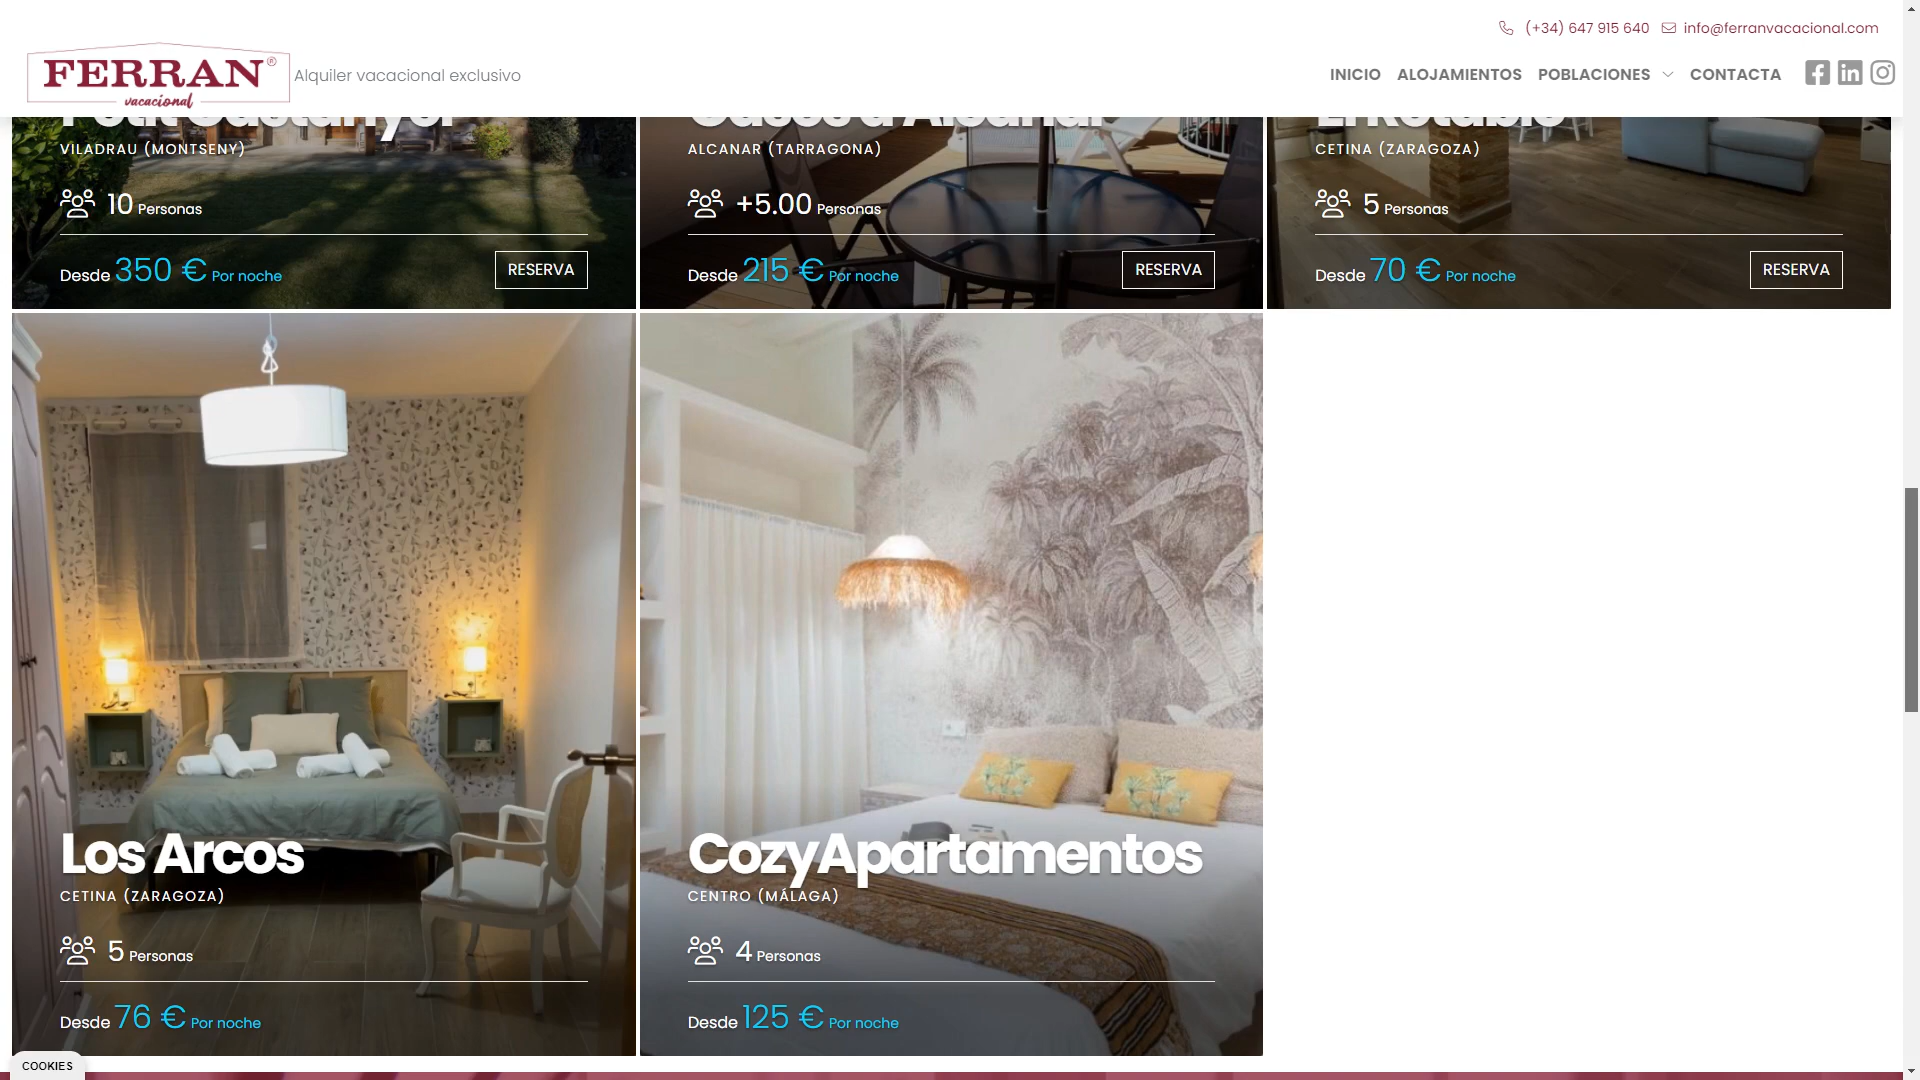 (+34) 647 915 640 info@ferranvacacional.com
FERRAN®
vacacional
Alquiler vacacional exclusivo
INICIO ALOJAMIENTOS POBLACIONES CONTACTA
VILADRAU (MONTSENY)
10 Personas
Desde 350 € Por noche
RESERVA
ALCANAR (TARRAGONA)
+5.00 Personas
Desde 215 € Por noche
RESERVA
CETINA (ZARAGOZA)
5 Personas
Desde 70 € Por noche
RESERVA
Los Arcos
CETINA (ZARAGOZA)
5 Personas
Desde 76 € Por noche
CozyApartamentos
CENTRO (MÁLAGA)
4 Personas
Desde 125 € Por noche
COOKIES